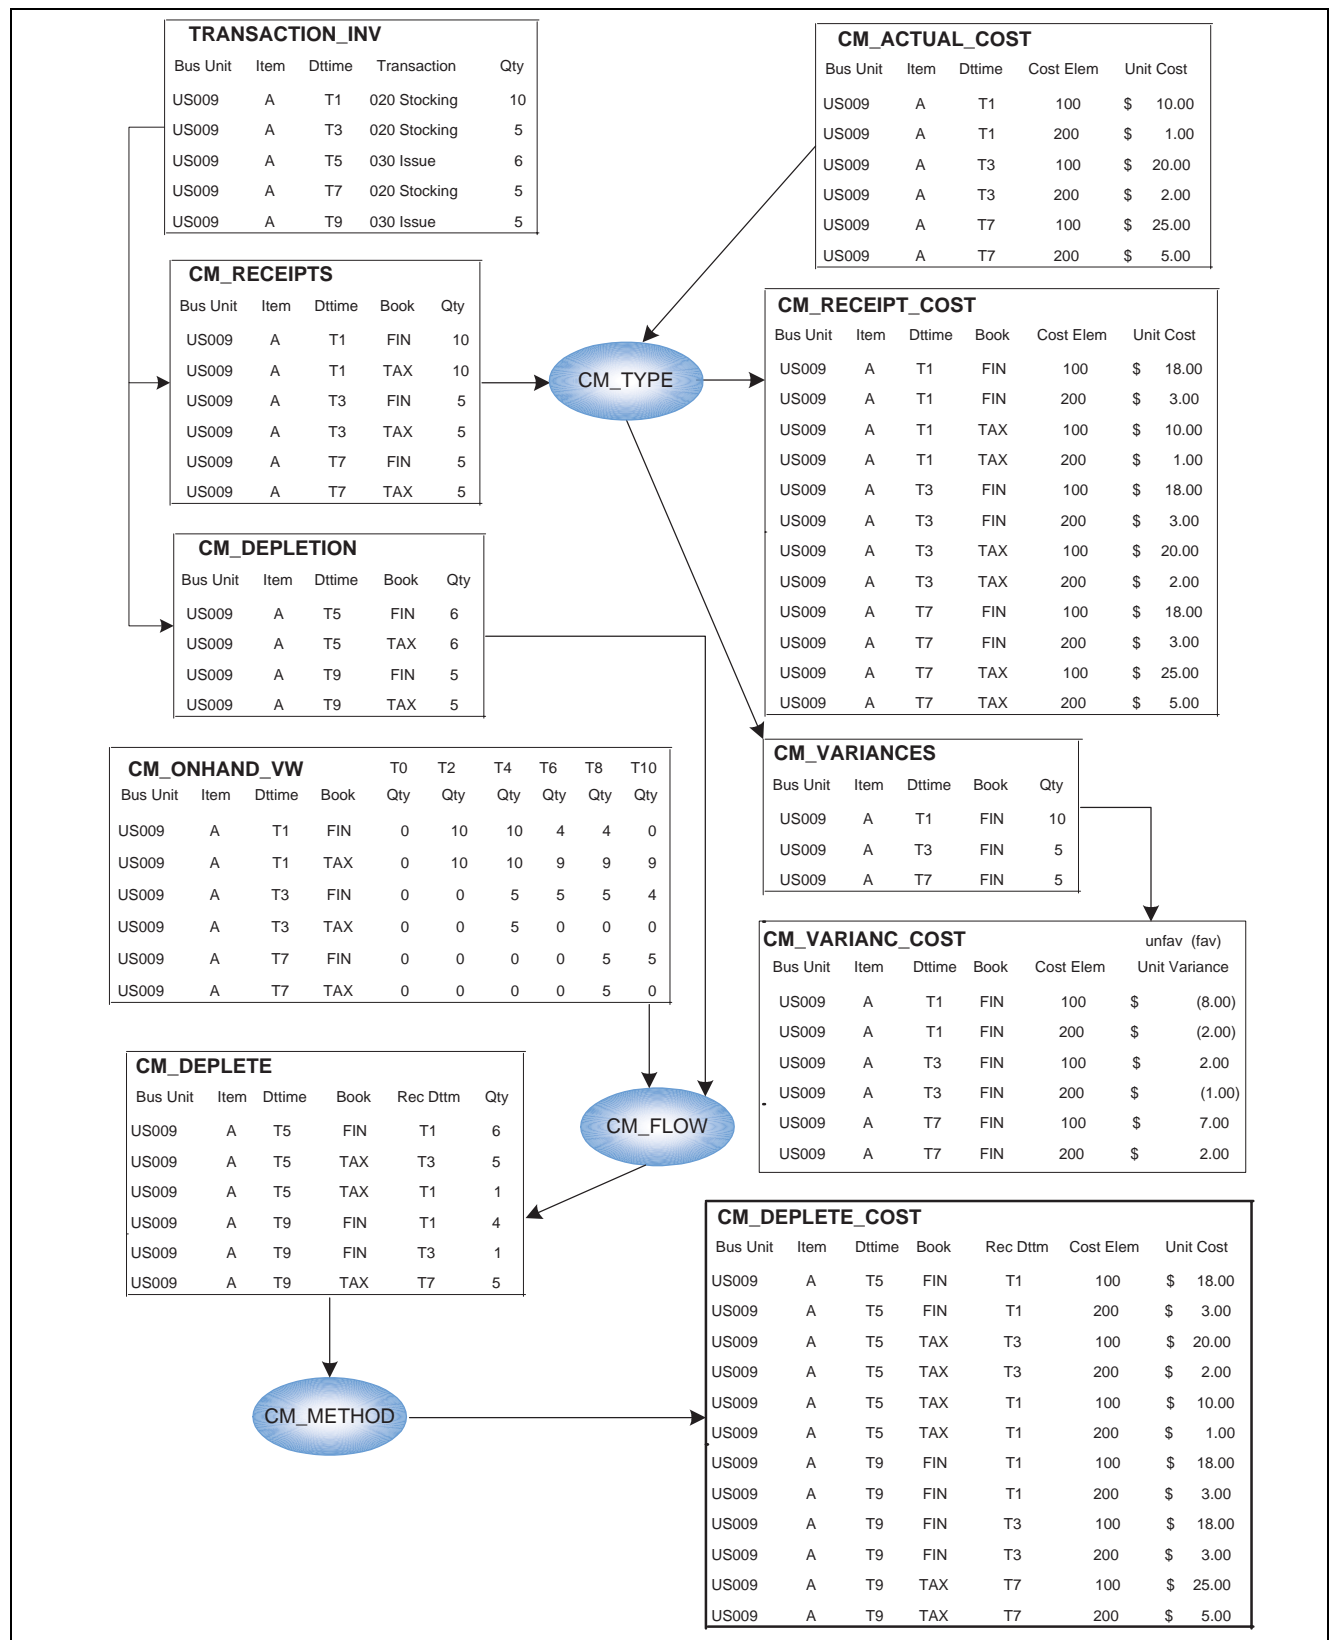 TRANSACTION_INV
Bus Unit Item Dttime Transaction Qty
US009 A T1 020 Stocking 10
US009 A T3 020 Stocking 5
US009 A T5 030 Issue 6
US009 A T7 020 Stocking 5
US009 A T9 030 Issue 5
CM_ACTUAL_COST
Bus Unit Item Dttime Cost Elem Unit Cost
US009 A T1 100 $ 10.00
US009 A T1 200 $ 1.00
US009 A T3 100 $ 20.00
US009 A T3 200 $ 2.00
US009 A T7 100 $ 25.00
US009 A T7 200 $ 5.00
CM_RECEIPTS
Bus Unit Item Dttime Book Qty
US009 A T1 FIN 10
US009 A T1 TAX 10
US009 A T3 FIN 5
US009 A T3 TAX 5
US009 A T7 FIN 5
US009 A T7 TAX 5
CM_TYPE
CM_RECEIPT_COST
Bus Unit Item Dttime Book Cost Elem Unit Cost
US009 A T1 FIN 100 $ 18.00
US009 A T1 FIN 200 $ 3.00
US009 A T1 TAX 100 $ 10.00
US009 A T1 TAX 200 $ 1.00
US009 A T3 FIN 100 $ 18.00
US009 A T3 FIN 200 $ 3.00
US009 A T3 TAX 100 $ 20.00
US009 A T3 TAX 200 $ 2.00
US009 A T7 FIN 100 $ 18.00
US009 A T7 FIN 200 $ 3.00
US009 A T7 TAX 100 $ 25.00
US009 A T7 TAX 200 $ 5.00
CM_DEPLETION
Bus Unit Item Dttime Book Qty
US009 A T5 FIN 6
US009 A T5 TAX 6
US009 A T9 FIN 5
US009 A T9 TAX 5
CM_ONHAND_VW T0 T2 T4 T6 T8 T10
Bus Unit Item Dttime Book Qty Qty Qty Qty Qty Qty
US009 A T1 FIN 0 10 10 4 4 0
US009 A T1 TAX 0 10 10 9 9 9
US009 A T3 FIN 0 0 5 5 5 4
US009 A T3 TAX 0 0 5 0 0 0
US009 A T7 FIN 0 0 0 0 5 5
US009 A T7 TAX 0 0 0 0 5 0
CM_VARIANCES
Bus Unit Item Dttime Book Qty
US009 A T1 FIN 10
US009 A T3 FIN 5
US009 A T7 FIN 5
CM_VARIANC_COST unfav (fav)
Bus Unit Item Dttime Book Cost Elem Unit Variance
US009 A T1 FIN 100 $ (8.00)
US009 A T1 FIN 200 $ (2.00)
US009 A T3 FIN 100 $ 2.00
US009 A T3 FIN 200 $ (1.00)
US009 A T7 FIN 100 $ 7.00
US009 A T7 FIN 200 $ 2.00
CM_DEPLETE
Bus Unit Item Dttime Book Rec Dttm Qty
US009 A T5 FIN T1 6
US009 A T5 TAX T3 5
US009 A T5 TAX T1 1
US009 A T9 FIN T1 4
US009 A T9 FIN T3 1
US009 A T9 TAX T7 5
CM_FLOW
CM_METHOD
CM_DEPLETE_COST
Bus Unit Item Dttime Book Rec Dttm Cost Elem Unit Cost
US009 A T5 FIN T1 100 $ 18.00
US009 A T5 FIN T1 200 $ 3.00
US009 A T5 TAX T3 100 $ 20.00
US009 A T5 TAX T3 200 $ 2.00
US009 A T5 TAX T1 100 $ 10.00
US009 A T5 TAX T1 200 $ 1.00
US009 A T9 FIN T1 100 $ 18.00
US009 A T9 FIN T1 200 $ 3.00
US009 A T9 FIN T3 100 $ 18.00
US009 A T9 FIN T3 200 $ 3.00
US009 A T9 TAX T7 100 $ 25.00
US009 A T9 TAX T7 200 $ 5.00